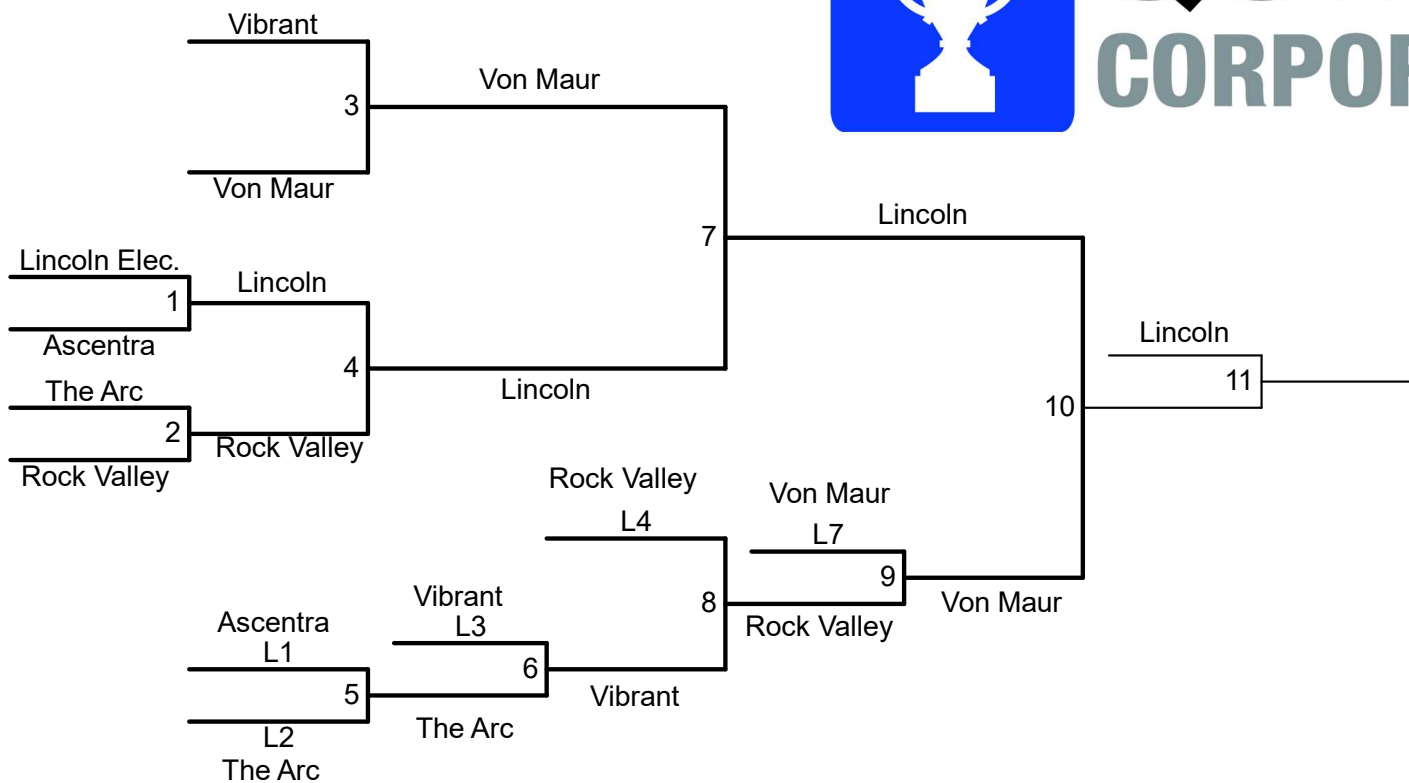 Vibrant
Von Maur
3
Von Maur
Lincoln
7
Lincoln Elec.
Lincoln
1
Ascentra
Lincoln
The Arc
4
11
Lincoln
10
2
Rock Valley
Rock Valley
Rock Valley
Von Maur
L4
L7
9
Vibrant
8
Von Maur
Ascentra
L3
Rock Valley
L1
6
5
Vibrant
The Arc
L2
The Arc